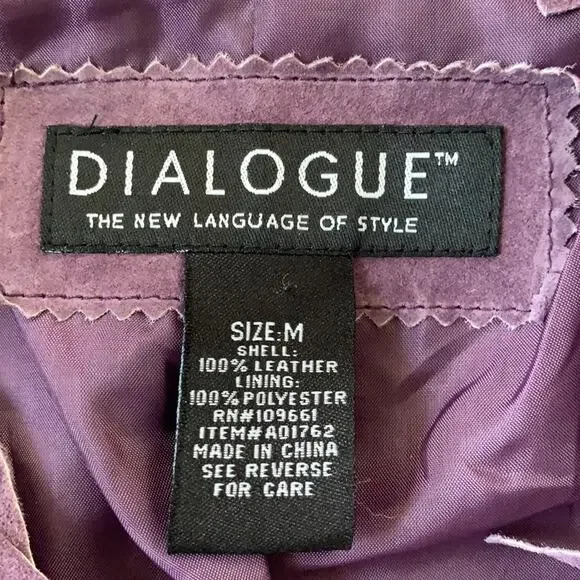 DIALOGUE™
THE NEW LANGUAGE OF STYLE
SIZE:M
SHELL:
100% LEATHER
LINING:
100% POLYESTER
RN#109661
ITEM#A01762
MADE IN CHINA
SEE REVERSE
FOR CARE